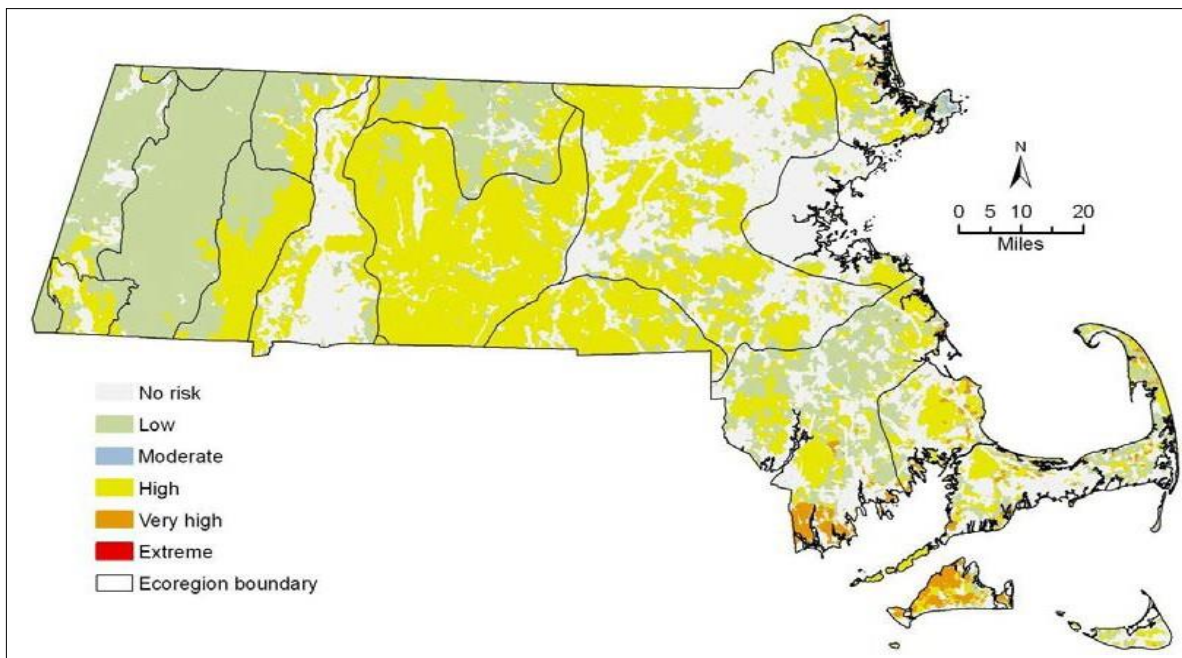 N
0 5 10 20
Miles
No risk
Low
Moderate
High
Very high
Extreme
Ecoregion boundary